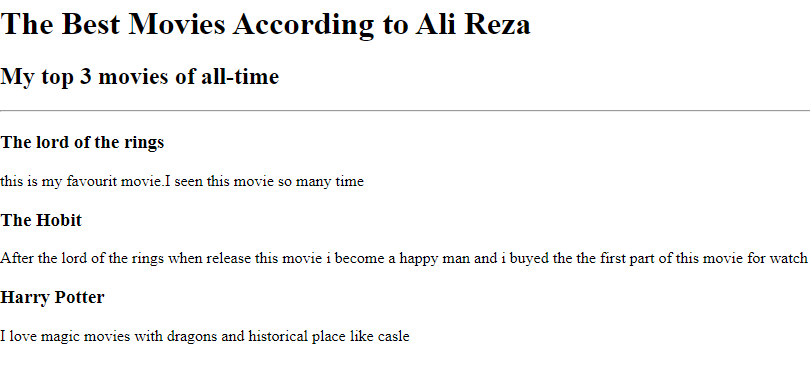 The Best Movies According to Ali Reza
My top 3 movies of all-time
The lord of the rings
this is my favourit movie.I seen this movie so many time
The Hobit
After the lord of the rings when release this movie i become a happy man and i buyed the the first part of this movie for watch
Harry Potter
I love magic movies with dragons and historical place like casle